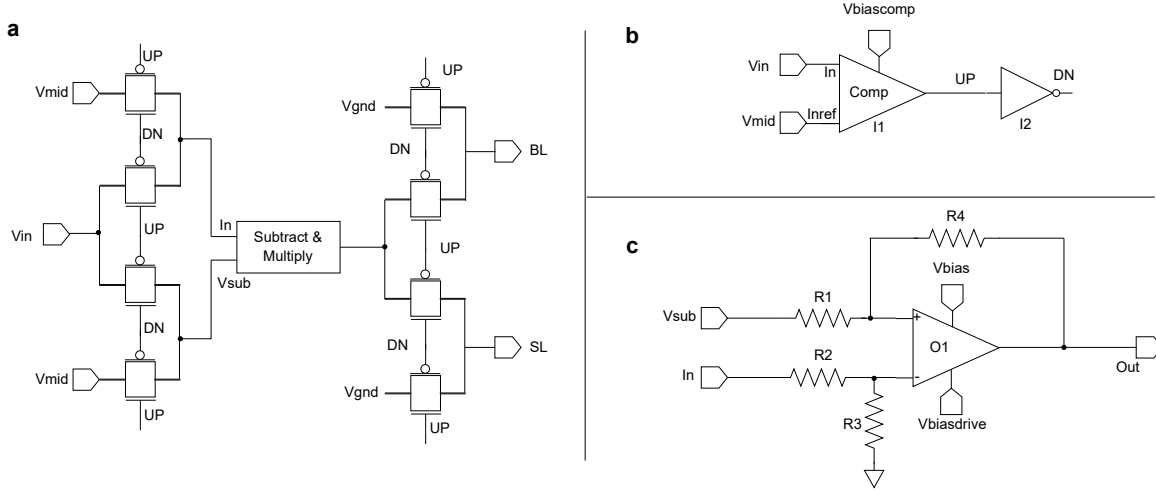 a
UP
Vmid
DN
Vin
UP
DN
Vmid
UP
In
Subtract &
Multiply
Vsub
UP
Vgnd
DN
BL
UP
DN
SL
Vgnd
UP
b
Vbiascomp
Vin
In
Comp
UP
DN
Vmid
Inref
I1
I2
c
R4
Vbias
R1
Vsub
+
O1
R2
In
-
Out
R3
Vbiasdrive